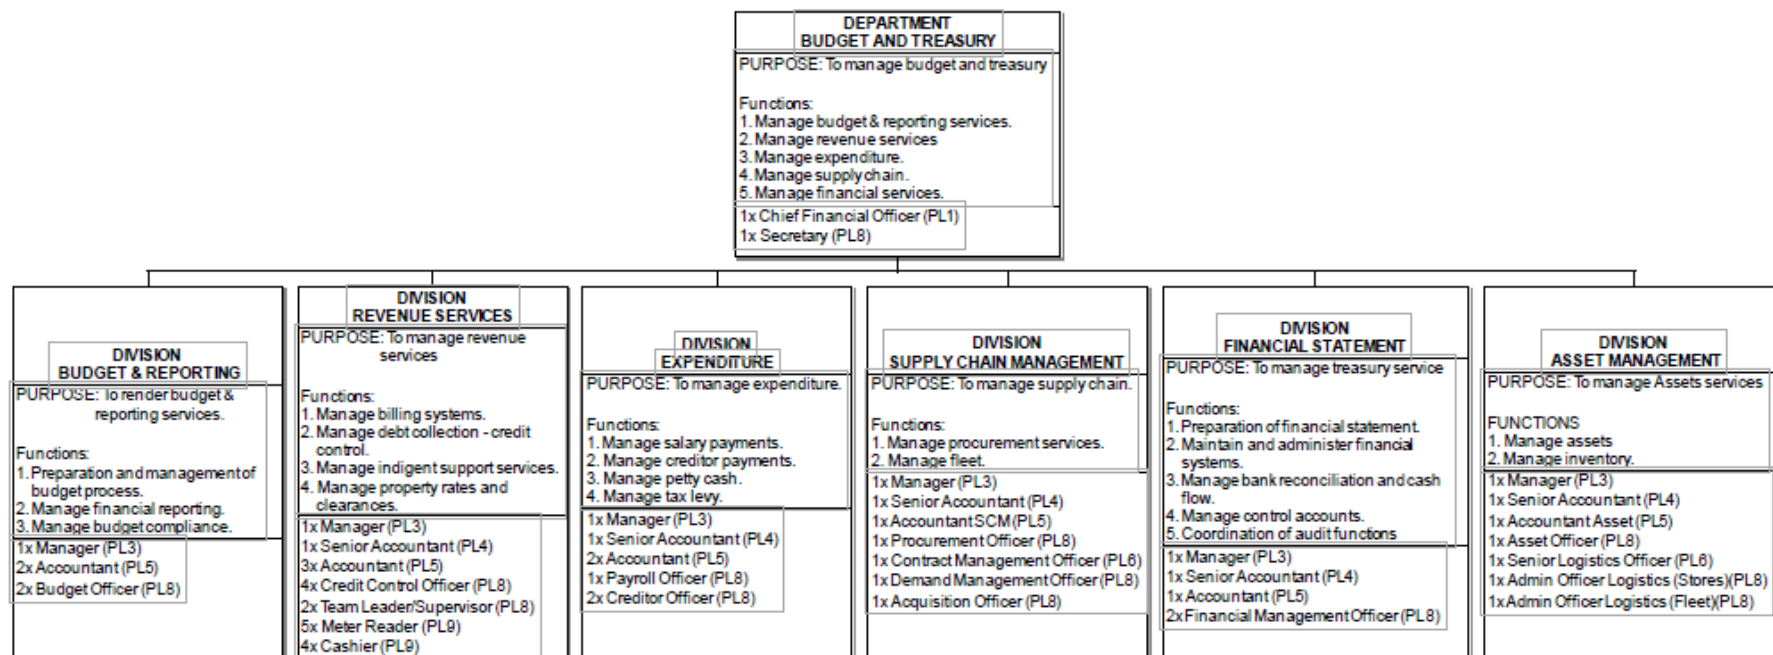 DEPARTMENT
BUDGET AND TREASURY
PURPOSE: To manage budget and treasury
Functions:
1. Manage budget & reporting services.
2. Manage revenue services
3. Manage expenditure.
4. Manage supply chain.
5. Manage financial services.
1x Chief Financial Officer (PL1)
1x Secretary (PL8)
DIVISION
BUDGET & REPORTING
PURPOSE: To render budget &
reporting services.
Functions:
1. Preparation and management of
budget process.
2. Manage financial reporting.
3. Manage budget compliance.
1x Manager (PL3)
2x Accountant (PL5)
2x Budget Officer (PL8)
DIVISION
REVENUE SERVICES
PURPOSE: To manage revenue
services
Functions:
1. Manage billing systems.
2. Manage debt collection - credit
control.
3. Manage indigent support services.
4. Manage property rates and
clearances.
1x Manager (PL3)
1x Senior Accountant (PL4)
3x Accountant (PL5)
4x Credit Control Officer (PL8)
2x Team Leader/Supervisor (PL8)
5x Meter Reader (PL9)
4x Cashier (PL9)
DIVISION
EXPENDITURE
PURPOSE: To manage expenditure.
Functions:
1. Manage salary payments.
2. Manage creditor payments.
3. Manage petty cash.
4. Manage tax levy.
1x Manager (PL3)
1x Senior Accountant (PL4)
2x Accountant (PL5)
1x Payroll Officer (PL8)
2x Creditor Officer (PL8)
DIVISION
SUPPLY CHAIN MANAGEMENT
PURPOSE: To manage supply chain.
Functions:
1. Manage procurement services.
2. Manage fleet.
1x Manager (PL3)
1x Senior Accountant (PL4)
1x Accountant SCM (PL5)
1x Procurement Officer (PL8)
1x Contract Management Officer (PL6)
1x Demand Management Officer (PL8)
1x Acquisition Officer (PL8)
DIVISION
FINANCIAL STATEMENT
PURPOSE: To manage treasury service
Functions:
1. Preparation of financial statement.
2. Maintain and administer financial
systems.
3. Manage bank reconciliation and cash
flow.
4. Manage control accounts.
5. Coordination of audit functions
1x Manager (PL3)
1x Senior Accountant (PL4)
1x Accountant (PL5)
2x Financial Management Officer (PL8)
DIVISION
ASSET MANAGEMENT
PURPOSE: To manage Assets services
FUNCTIONS
1. Manage assets
2. Manage inventory.
1x Manager (PL3)
1x Senior Accountant (PL4)
1x Accountant Asset (PL5)
1x Asset Officer (PL8)
1x Senior Logistics Officer (PL6)
1x Admin Officer Logistics (Stores)(PL8)
1x Admin Officer Logistics (Fleet)(PL8)